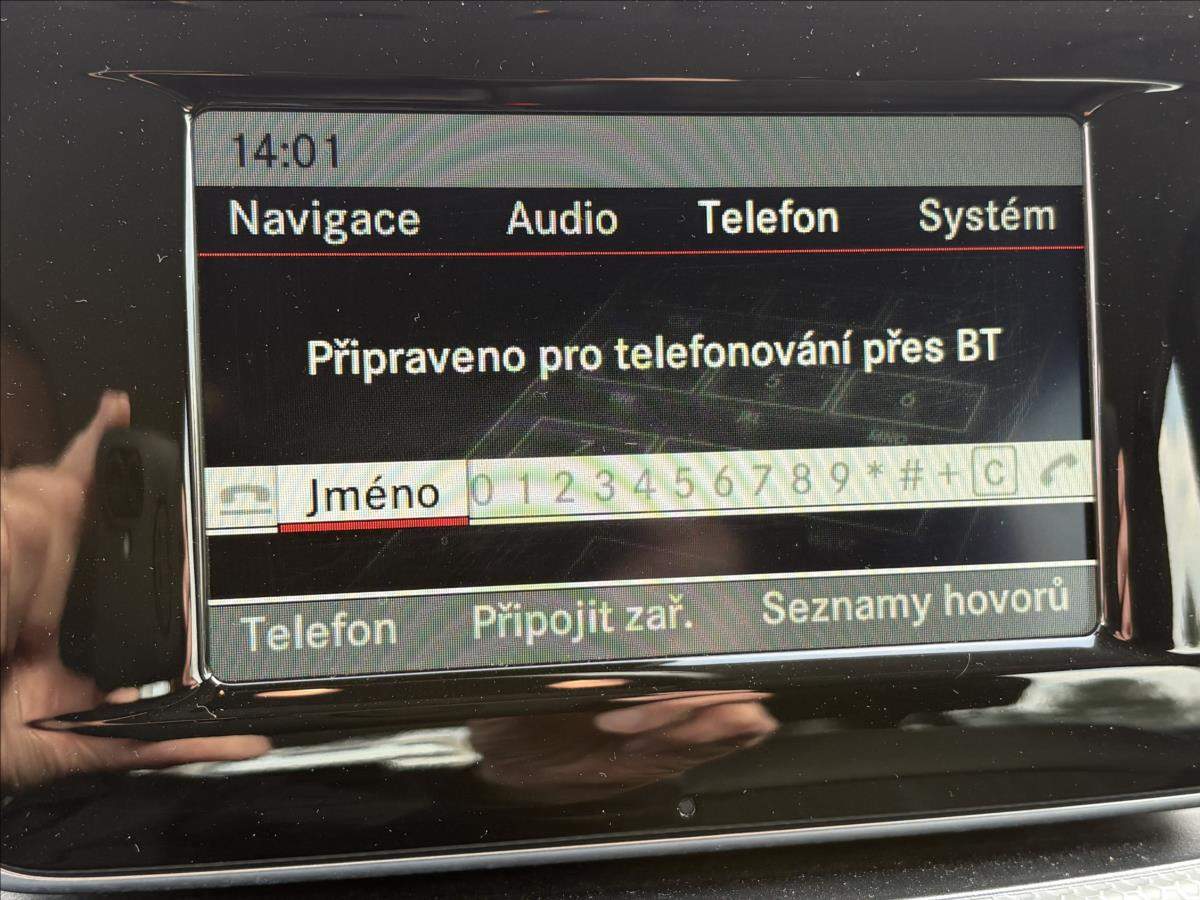 14:01
Navigace Audio Telefon Systém
Připraveno pro telefonování přes BT
Jméno 0 1 2 3 4 5 6 7 8 9 * # + C
Telefon Připojit zař. Seznamy hovorů